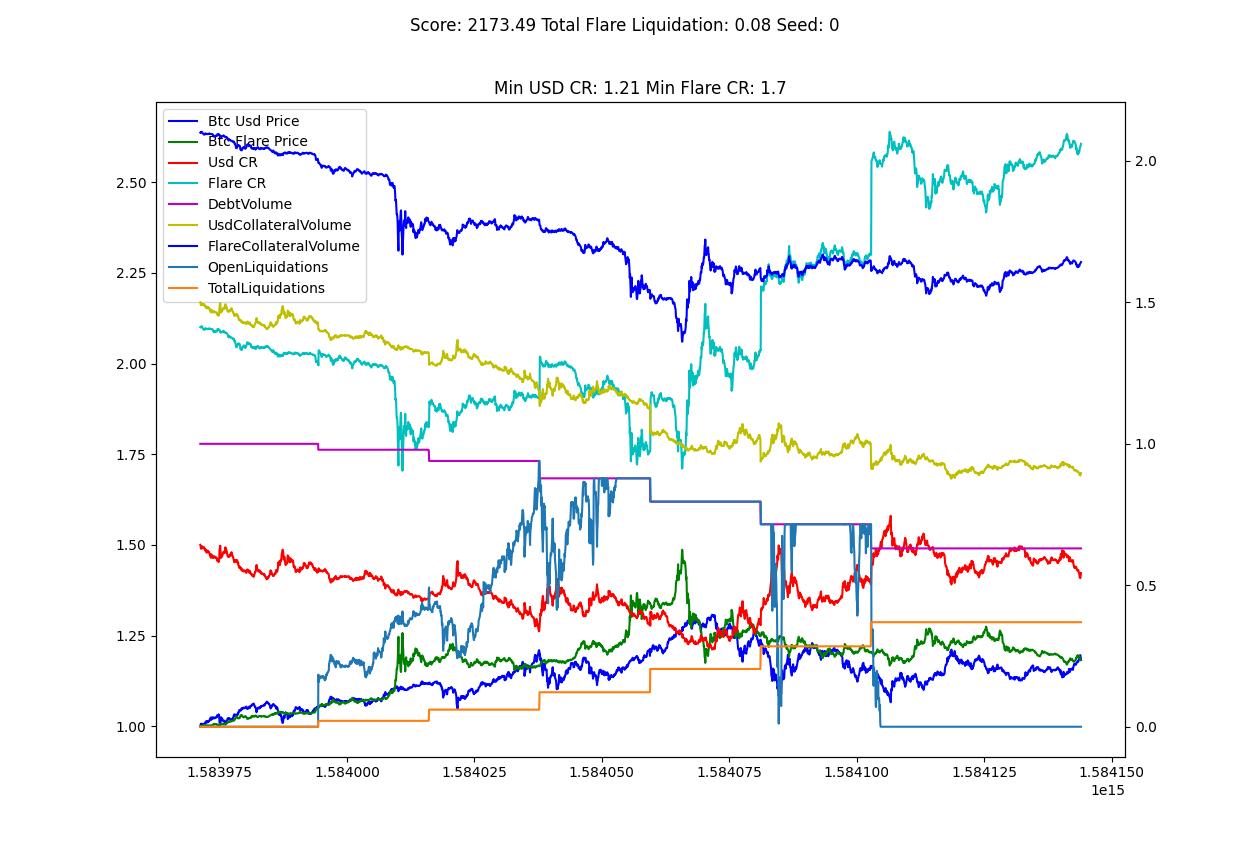 Score: 2173.49 Total Flare Liquidation: 0.08 Seed: 0
Min USD CR: 1.21 Min Flare CR: 1.7
Btc Usd Price
Btc Flare Price
Usd CR
Flare CR
DebtVolume
UsdCollateralVolume
FlareCollateralVolume
OpenLiquidations
TotalLiquidations
2.50
2.25
2.00
1.75
1.50
1.25
1.00
2.0
1.5
1.0
0.5
0.0
1.583975 1.584000 1.584025 1.584050 1.584075 1.584100 1.584125 1.584150
1e15